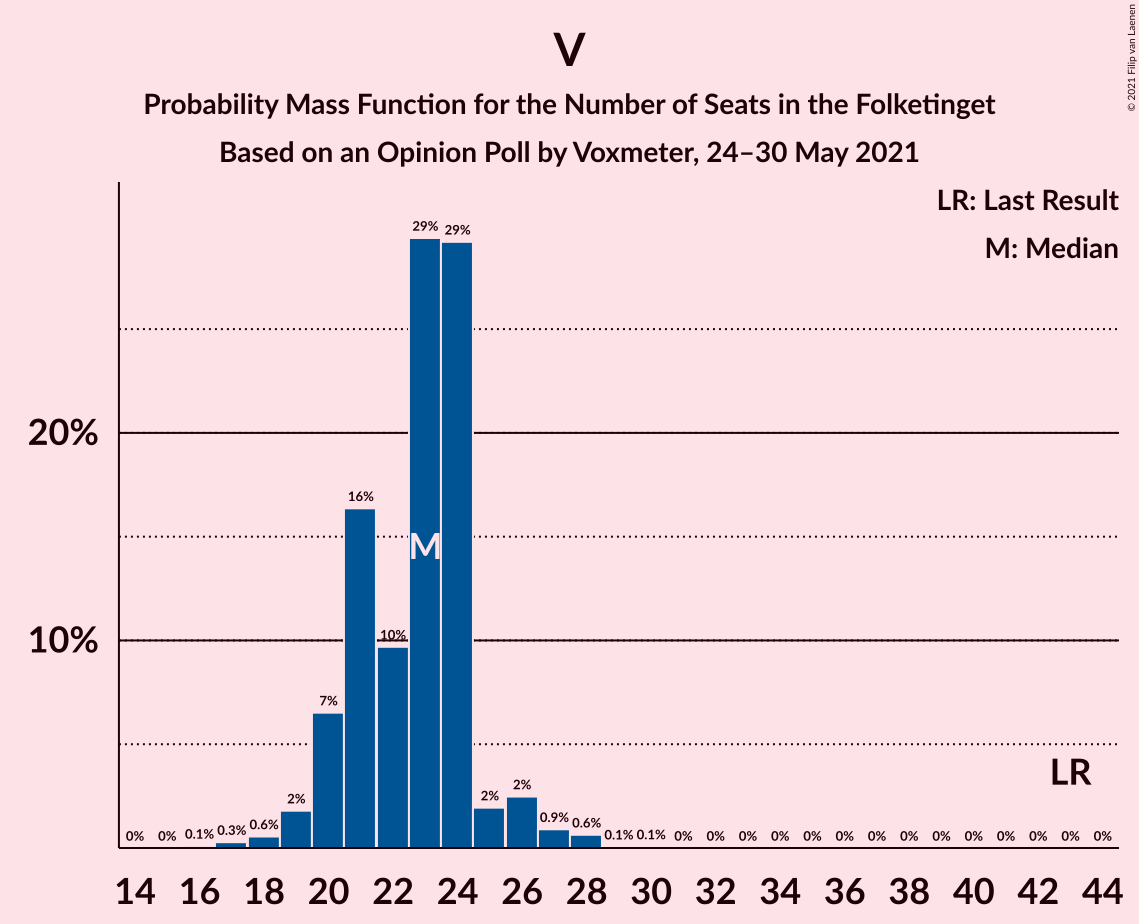 V
Probability Mass Function for the Number of Seats in the Folketinget
Based on an Opinion Poll by Voxmeter, 24–30 May 2021
© 2021 Filip van Laenen
LR: Last Result
M: Median
20%
10%
0% 0% 0.1% 0.3% 0.6% 2% 7% 16% 10% 29% 29% 2% 2% 0.9% 0.6% 0.1% 0.1% 0% 0% 0% 0% 0% 0% 0% 0% 0% 0% 0% 0% 0% 0%
M
LR
14 16 18 20 22 24 26 28 30 32 34 36 38 40 42 44